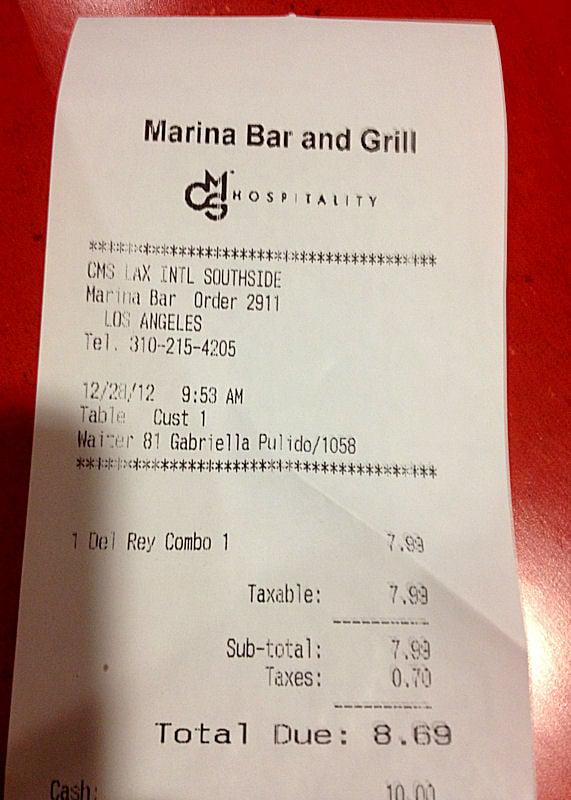 Marina Bar and Grill
CMS HOSPITALITY
******************************************
CMS LAX INTL SOUTHSIDE
Marina Bar Order 2911
LOS ANGELES
Tel. 310-215-4205
12/28/12 9:53 AM
Table Cust 1
Waiter 81 Gabriella Pulido/1058
******************************************
1 Del Rey Combo 1 7.99
Taxable: 7.99
-----------
Sub-total: 7.99
Taxes: 0.70
-----------
Total Due: 8.69
Cash: 10.00